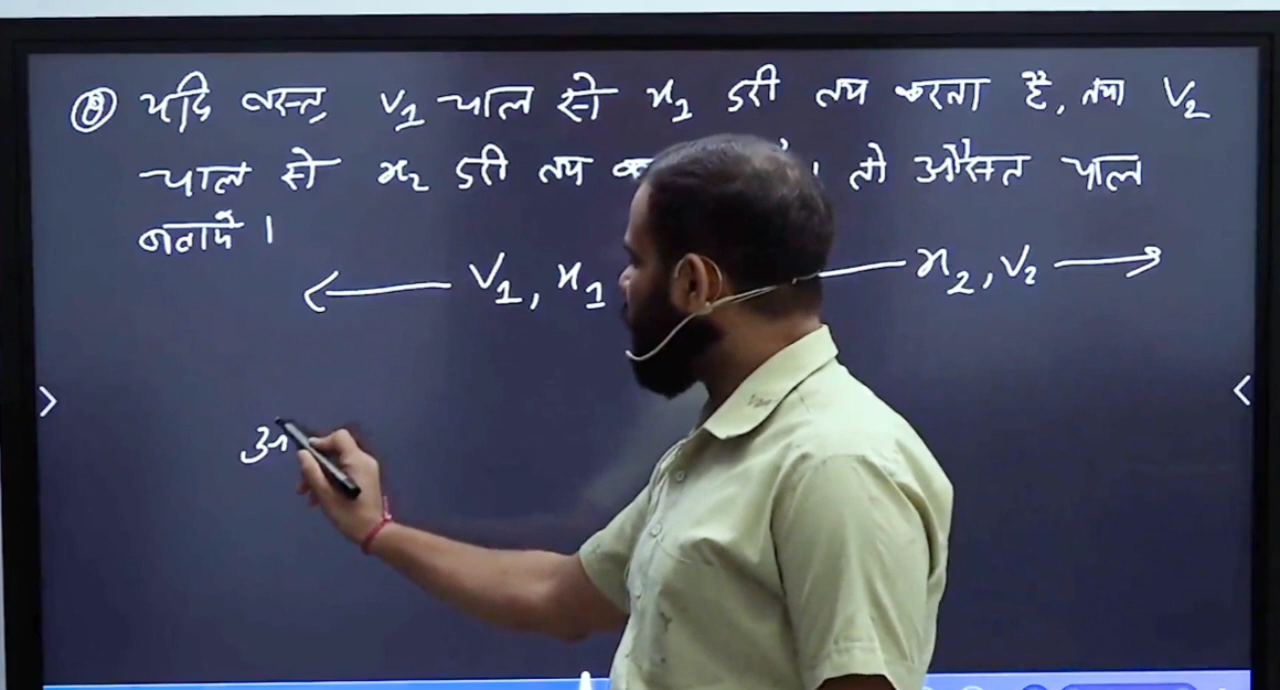 ⑧ यदि वस्तु V₁ चाल से x₁ दूरी तय करता है, तथा V₂
चाल से x₂ दूरी तय । तो औसत चाल
बतायें ।
V₁, x₁ x₂, V₂